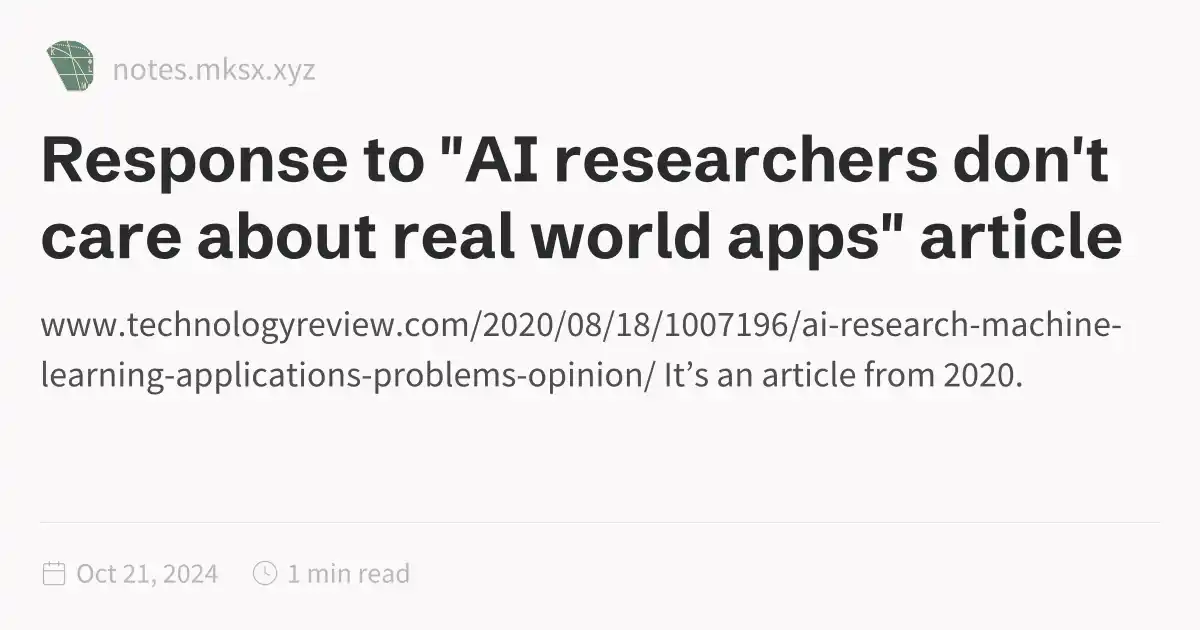 notes.mksx.xyz
Response to "AI researchers don't
care about real world apps" article
www.technologyreview.com/2020/08/18/1007196/ai-research-machine-
learning-applications-problems-opinion/ It’s an article from 2020.
Oct 21, 2024 1 min read